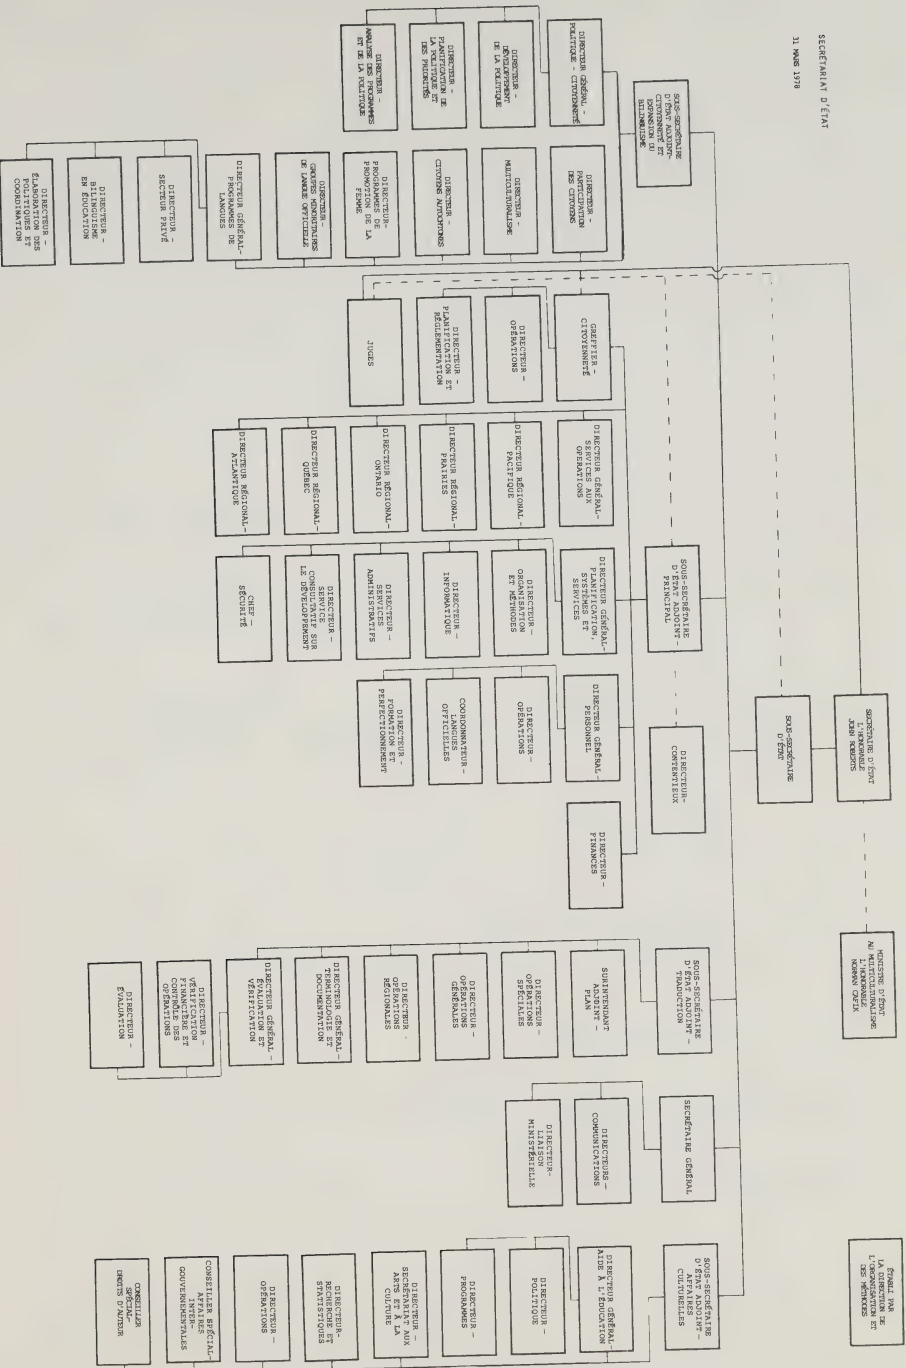 SECRÉTARIAT D'ÉTAT
31 MARS 1978
ÉTABLI PAR
LA DIRECTION DE
L'ORGANISATION ET
DES MÉTHODES
SECRÉTAIRE D'ÉTAT
L'HONORABLE
JOHN ROBERTS
MINISTRE D'ÉTAT
AU MULTICULTURALISME
L'HONORABLE
NORMAN CAFIK
SOUS-SECRÉTAIRE
D'ÉTAT
SOUS-SECRÉTAIRE
D'ÉTAT ADJOINT-
CITOYENNETÉ ET
EXPANSION DU
BILINGUISME
SOUS-SECRÉTAIRE
D'ÉTAT ADJOINT-
PRINCIPAL
DIRECTEUR-
CONTENTIEUX
SOUS-SECRÉTAIRE
D'ÉTAT ADJOINT -
TRADUCTION
SECRÉTAIRE GÉNÉRAL
SOUS-SECRÉTAIRE
D'ÉTAT ADJOINT-
AFFAIRES
CULTURELLES
DIRECTEUR GÉNÉRAL -
POLITIQUE - CITOYENNETÉ
DIRECTEUR -
DÉVELOPPEMENT
DE LA POLITIQUE
DIRECTEUR -
PLANIFICATION DE
LA POLITIQUE ET
DES PRIORITÉS
DIRECTEUR -
ANALYSE DES PROGRAMMES
ET DE LA POLITIQUE
DIRECTEUR -
PARTICIPATION
DES CITOYENS
DIRECTEUR -
MULTICULTURALISME
DIRECTEUR -
CITOYENS AUTOCHTONES
DIRECTEUR-
PROGRAMMES DE
PROMOTION DE LA
FEMME
DIRECTEUR-
GROUPES MINORITAIRES
DE LANGUE OFFICIELLE
DIRECTEUR GÉNÉRAL-
PROGRAMMES DE
LANGUES
DIRECTEUR -
SECTEUR PRIVÉ
DIRECTEUR -
BILINGUISME
EN ÉDUCATION
DIRECTEUR -
ÉLABORATION DES
POLITIQUES ET
COORDINATION
GREFFIER -
CITOYENNETÉ
DIRECTEUR -
OPÉRATIONS
DIRECTEUR -
PLANIFICATION ET
RÉGLEMENTATION
JUGES
DIRECTEUR GÉNÉRAL-
SERVICES AUX
OPERATIONS
DIRECTEUR RÉGIONAL-
PACIFIQUE
DIRECTEUR RÉGIONAL-
PRAIRIES
DIRECTEUR RÉGIONAL-
ONTARIO
DIRECTEUR RÉGIONAL-
QUÉBEC
DIRECTEUR RÉGIONAL-
ATLANTIQUE
DIRECTEUR GÉNÉRAL-
PLANIFICATION,
SYSTÈMES ET
SERVICES
DIRECTEUR -
ORGANISATION
ET MÉTHODES
DIRECTEUR -
INFORMATIQUE
DIRECTEUR -
SERVICES
ADMINISTRATIFS
DIRECTEUR -
SERVICE
CONSULTATIF SUR
LE DÉVELOPPEMENT
CHEF -
SÉCURITÉ
DIRECTEUR GÉNÉRAL-
PERSONNEL
DIRECTEUR -
OPÉRATIONS
COORDONNATEUR -
LANGUES
OFFICIELLES
DIRECTEUR -
FORMATION ET
PERFECTIONNEMENT
DIRECTEUR -
FINANCES
SURINTENDANT
ADJOINT -
PLAN
DIRECTEUR -
OPÉRATIONS
SPÉCIALES
DIRECTEUR -
OPÉRATIONS
GÉNÉRALES
DIRECTEUR -
OPÉRATIONS
RÉGIONALES
DIRECTEUR GÉNÉRAL-
TERMINOLOGIE ET
DOCUMENTATION
DIRECTEUR GÉNÉRAL -
ÉVALUATION ET
VÉRIFICATION
DIRECTEUR -
VÉRIFICATION
FINANCIÈRE ET
CONTRÔLE DES
OPÉRATIONS
DIRECTEUR -
ÉVALUATION
DIRECTEURS -
COMMUNICATIONS
DIRECTEUR-
LIAISON
MINISTÉRIELLE
DIRECTEUR GÉNÉRAL-
AIDE À L'ÉDUCATION
DIRECTEUR -
POLITIQUE
DIRECTEUR -
PROGRAMMES
DIRECTEUR -
SECRÉTARIAT AUX
ARTS ET À LA
CULTURE
DIRECTEUR-
RECHERCHE ET
STATISTIQUES
DIRECTEUR -
OPÉRATIONS
CONSEILLER SPÉCIAL-
AFFAIRES
INTER-
GOUVERNEMENTALES
CONSEILLER
SPÉCIAL-
DROITS D'AUTEUR